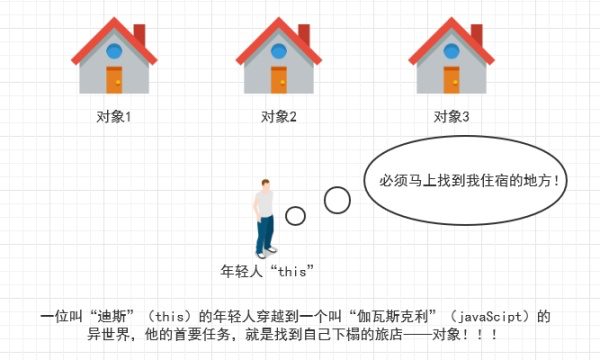 对象1 对象2 对象3
必须马上找到我住宿的地方！
年轻人“this”
一位叫“迪斯”（this）的年轻人穿越到一个叫“伽瓦斯克利”（javaScipt）的
异世界，他的首要任务，就是找到自己下榻的旅店——对象！！！